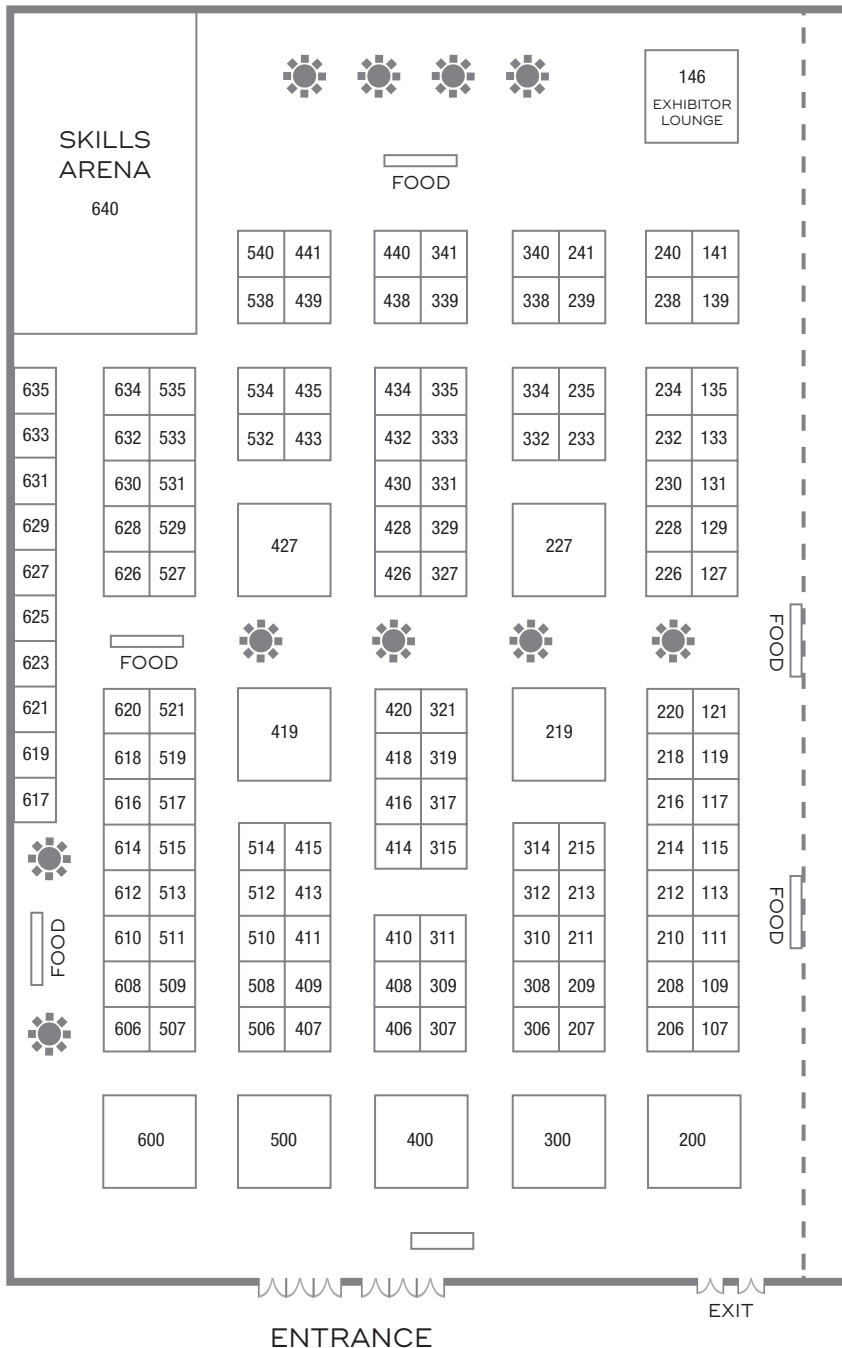 146
EXHIBITOR
LOUNGE
SKILLS
ARENA
640
FOOD
540 441 440 341 340 241 240 141
538 439 438 339 338 239 238 139
635 634 535 534 435 434 335 334 235 234 135
633 632 533 532 433 432 333 332 233 232 133
631 630 531 430 331 230 131
629 628 529 427 428 329 227 228 129
627 626 527 426 327 226 127
625
FOOD
FOOD
623
621 620 521 419 420 321 219 220 121
619 618 519 418 319 218 119
617 616 517 416 317 216 117
614 515 514 415 414 315 314 215 214 115
612 513 512 413 312 213 212 113
FOOD
FOOD
610 511 510 411 410 311 310 211 210 111
608 509 508 409 408 309 308 209 208 109
606 507 506 407 406 307 306 207 206 107
600 500 400 300 200
EXIT
ENTRANCE